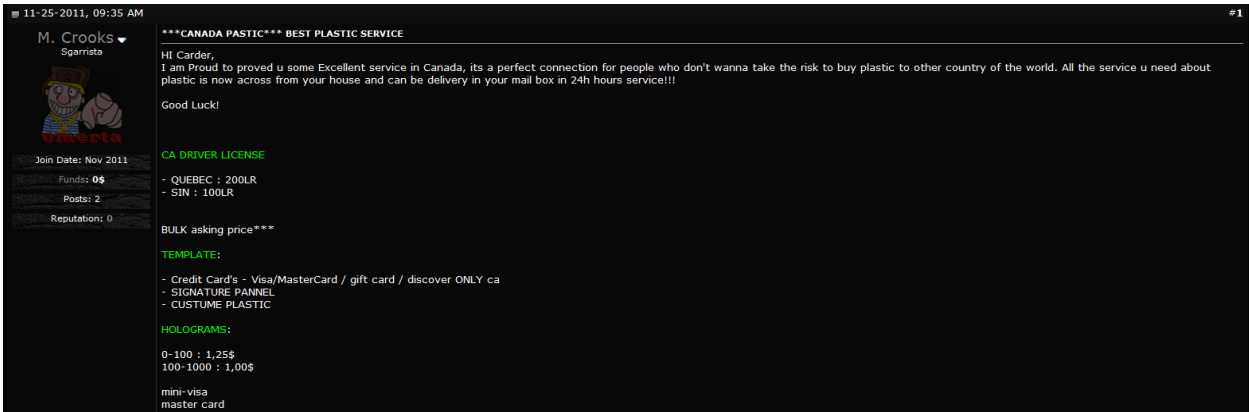 11-25-2011, 09:35 AM
#1
M. Crooks
Sgarrista
omerta
Join Date: Nov 2011
Funds: 0$
Posts: 2
Reputation: 0
***CANADA PASTIC*** BEST PLASTIC SERVICE
HI Carder,
I am Proud to proved u some Excellent service in Canada, its a perfect connection for people who don't wanna take the risk to buy plastic to other country of the world. All the service u need about
plastic is now across from your house and can be delivery in your mail box in 24h hours service!!!
Good Luck!
CA DRIVER LICENSE
- QUEBEC : 200LR
- SIN : 100LR
BULK asking price***
TEMPLATE:
- Credit Card's - Visa/MasterCard / gift card / discover ONLY ca
- SIGNATURE PANNEL
- CUSTUME PLASTIC
HOLOGRAMS:
0-100 : 1,25$
100-1000 : 1,00$
mini-visa
master card